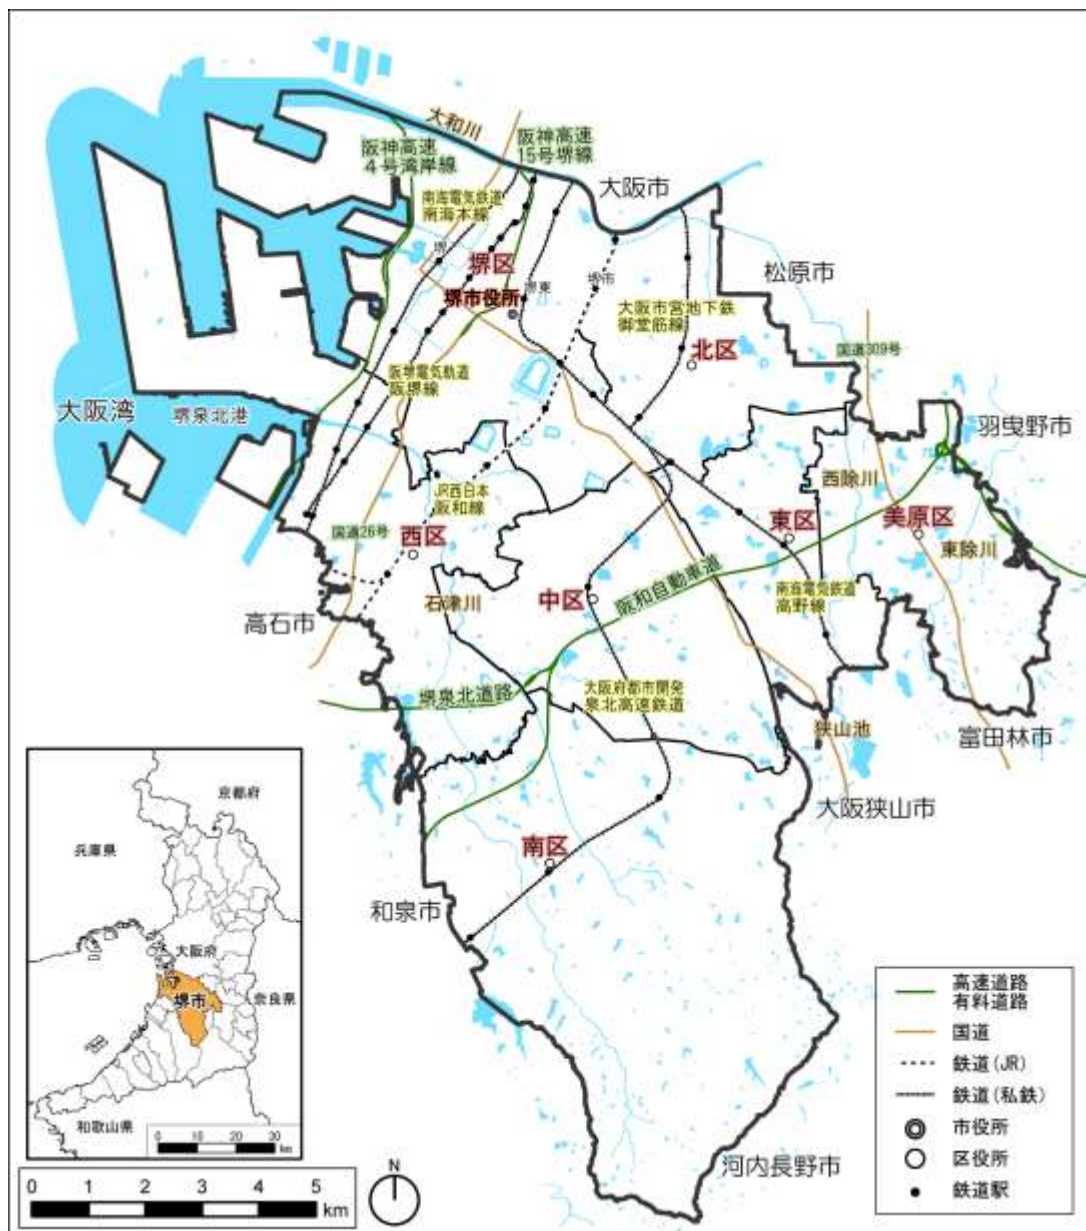 大和川
阪神高速
4号湾岸線
阪神高速
15号堺線
大阪市
南海電気鉄道
南海本線
堺
堺区
堺市役所
堺東
堺市
松原市
大阪市営地下鉄
御堂筋線
北区
国道309号
阪堺電気軌道
阪堺線
大阪湾
堺泉北港
羽曳野市
JR西日本
阪和線
西除川
国道26号
西区
東区
美原区
東除川
石津川
中区
阪和自動車道
南海電気鉄道
高野線
高石市
堺泉北道路
大阪府都市開発
泉北高速鉄道
狭山池
富田林市
大阪狭山市
南区
和泉市
河内長野市
京都府
兵庫県
大阪府
堺市
奈良県
和歌山県
0 10 20 30
km
0 1 2 3 4 5
km
N
高速道路
有料道路
国道
鉄道(JR)
鉄道(私鉄)
市役所
区役所
鉄道駅